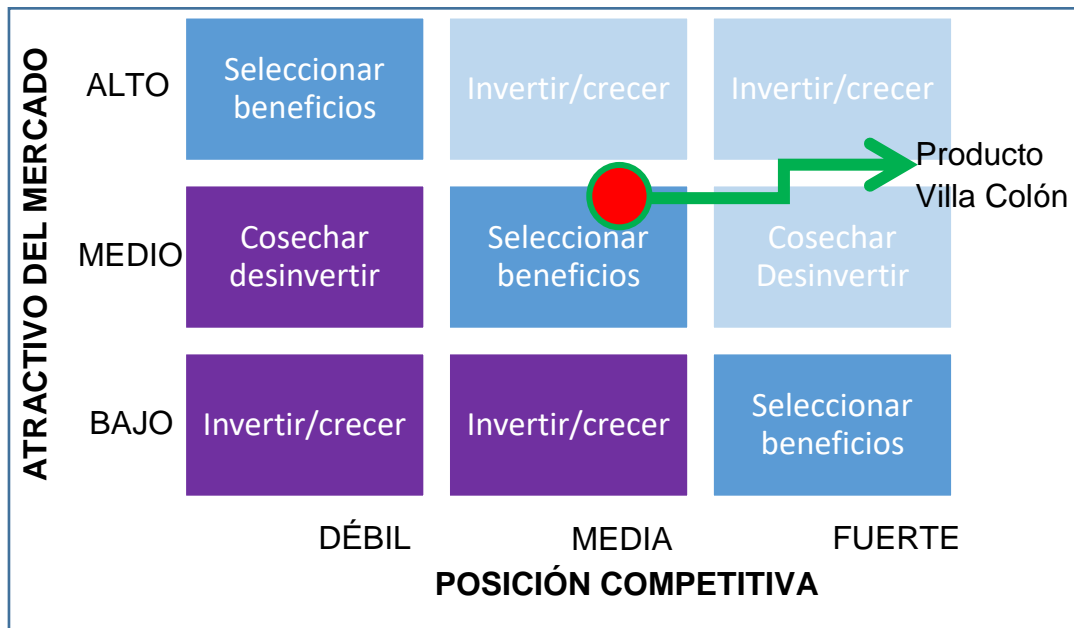 ATRACTIVO DEL MERCADO
ALTO
Seleccionar
beneficios
Invertir/crecer
Invertir/crecer
Producto
Villa Colón
MEDIO
Cosechar
desinvertir
Seleccionar
beneficios
Cosechar
Desinvertir
BAJO
Invertir/crecer
Invertir/crecer
Seleccionar
beneficios
DÉBIL
MEDIA
FUERTE
POSICIÓN COMPETITIVA